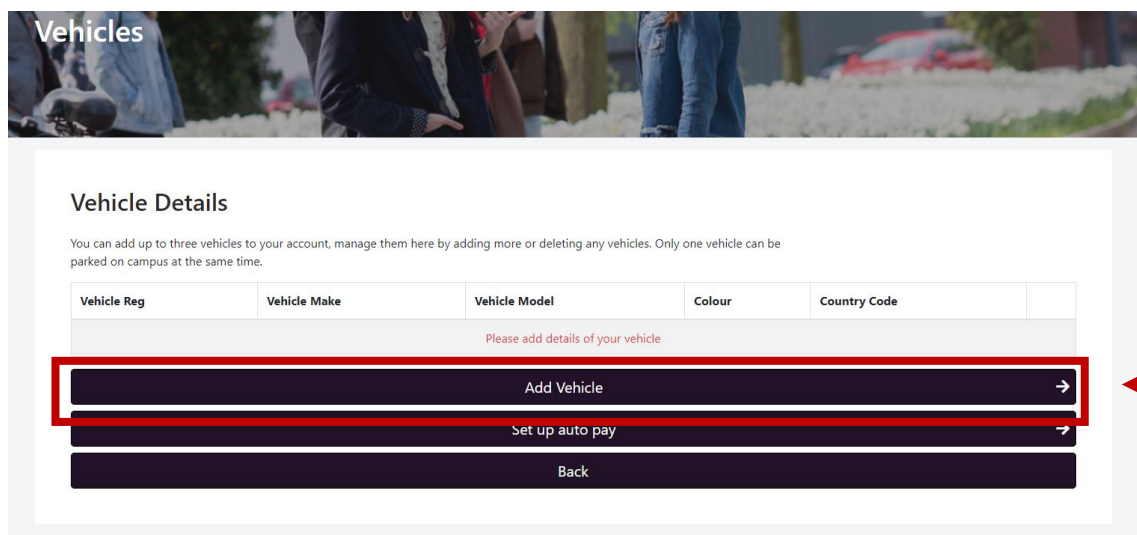 Vehicles
Vehicle Details
You can add up to three vehicles to your account, manage them here by adding more or deleting any vehicles. Only one vehicle can be
parked on campus at the same time.
Vehicle Reg Vehicle Make Vehicle Model Colour Country Code
Please add details of your vehicle
Add Vehicle
Set up auto pay
Back